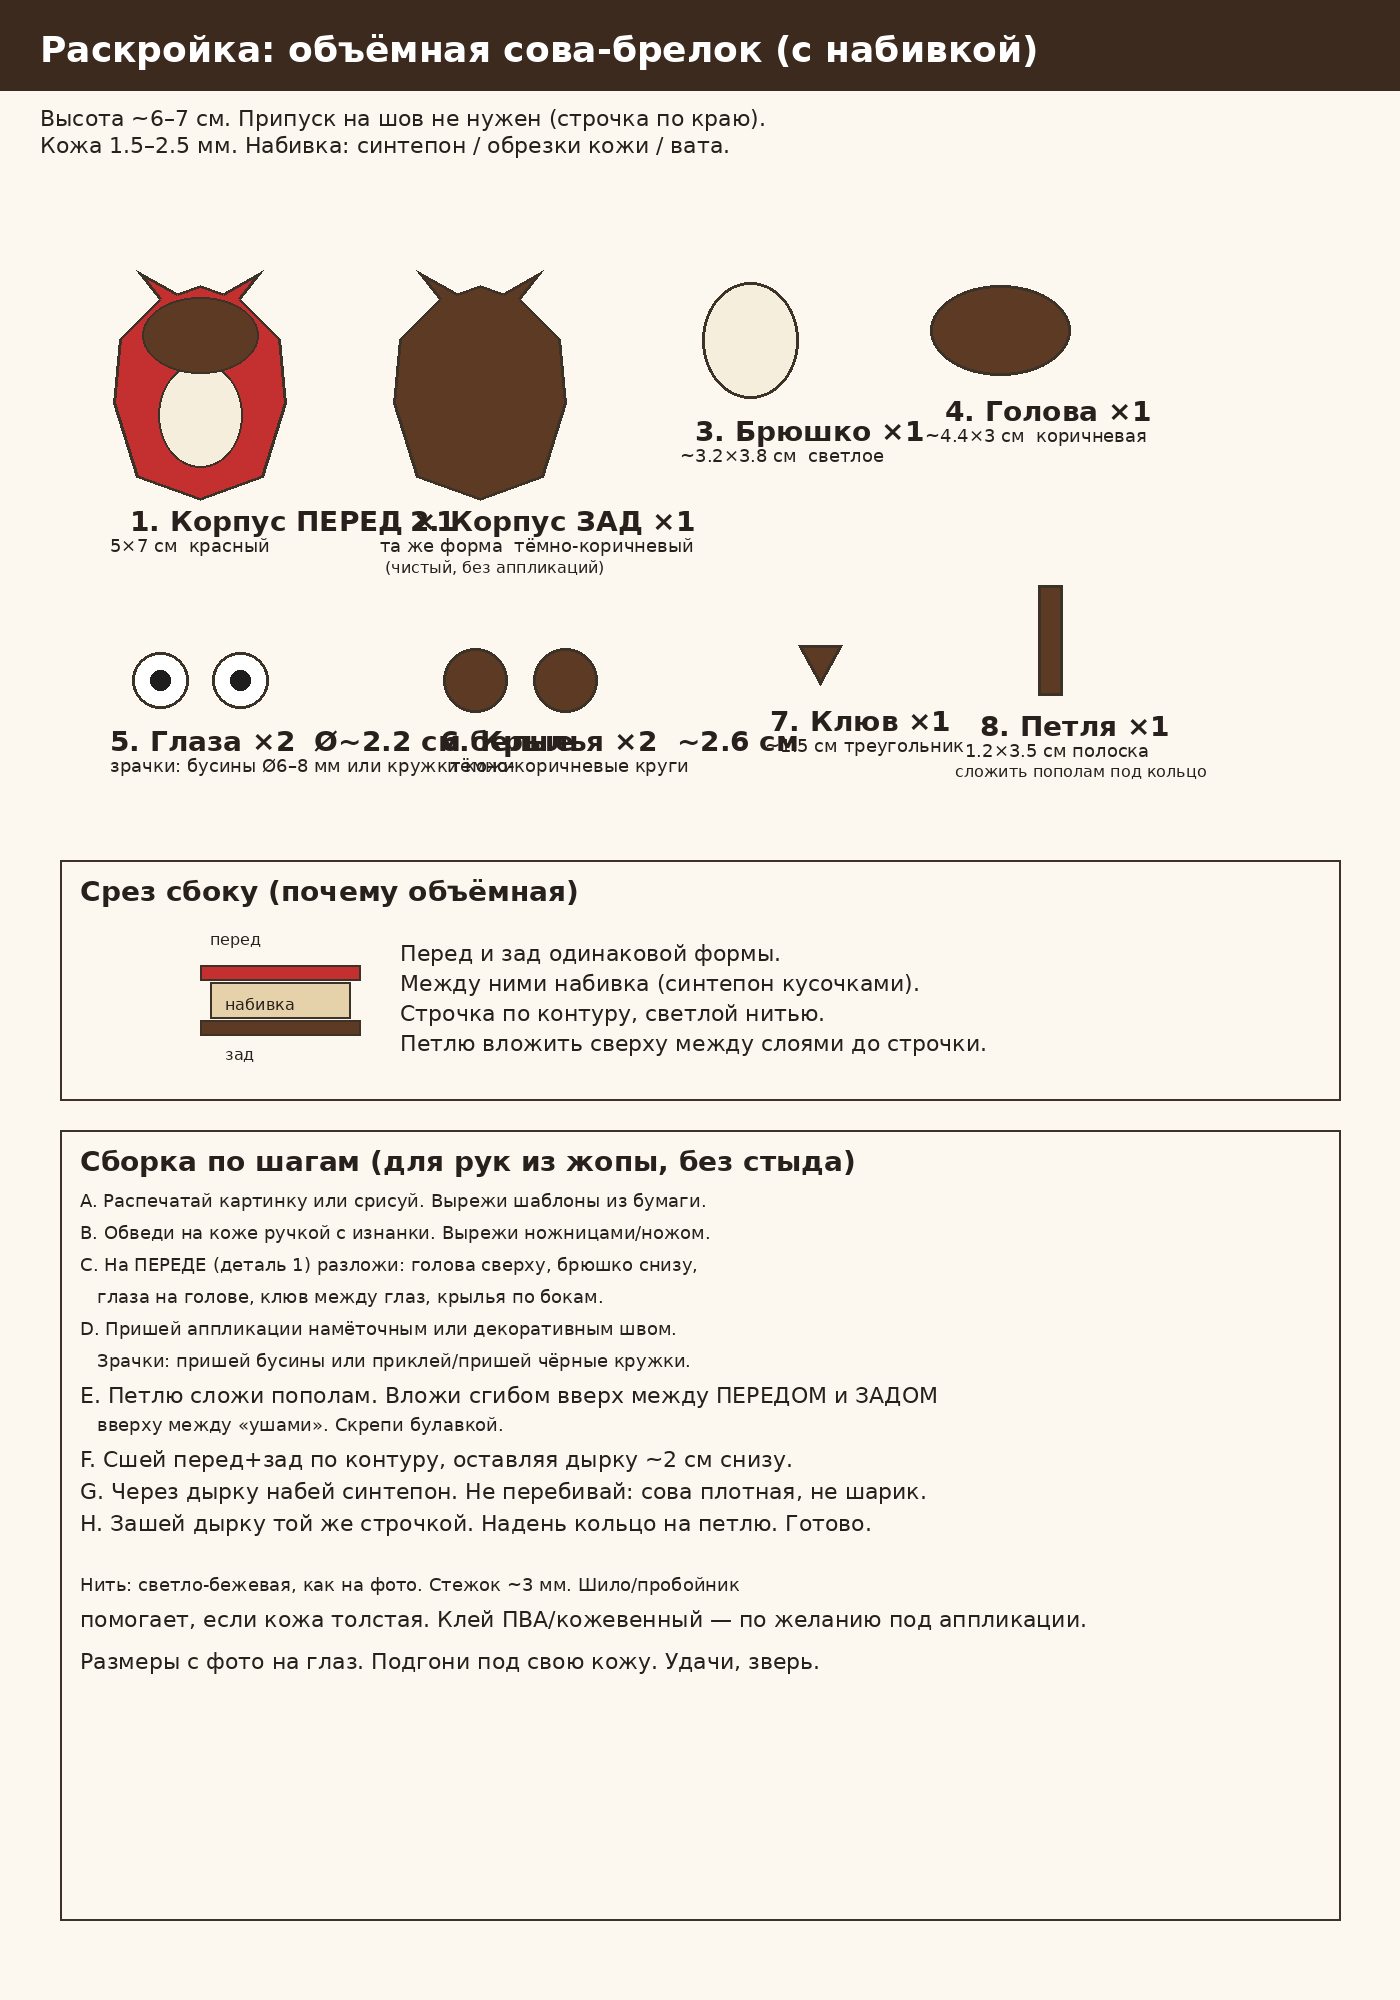 Раскройка: объёмная сова-брелок (с набивкой)
Высота ~6–7 см. Припуск на шов не нужен (строчка по краю).
Кожа 1.5–2.5 мм. Набивка: синтепон / обрезки кожи / вата.
1. Корпус ПЕРЕД ×1
5×7 см  красный
2. Корпус ЗАД ×1
та же форма  тёмно-коричневый
(чистый, без аппликаций)
3. Брюшко ×1
~3.2×3.8 см  светлое
4. Голова ×1
~4.4×3 см  коричневая
5. Глаза ×2  Ø~2.2 см белые
зрачки: бусины Ø6–8 мм или кружки кожи
6. Крылья ×2  ~2.6 см
тёмно-коричневые круги
7. Клюв ×1
~1.5 см треугольник
8. Петля ×1
1.2×3.5 см полоска
сложить пополам под кольцо
Срез сбоку (почему объёмная)
перед
набивка
зад
Перед и зад одинаковой формы.
Между ними набивка (синтепон кусочками).
Строчка по контуру, светлой нитью.
Петлю вложить сверху между слоями до строчки.
Сборка по шагам (для рук из жопы, без стыда)
A. Распечатай картинку или срисуй. Вырежи шаблоны из бумаги.
B. Обведи на коже ручкой с изнанки. Вырежи ножницами/ножом.
C. На ПЕРЕДЕ (деталь 1) разложи: голова сверху, брюшко снизу,
глаза на голове, клюв между глаз, крылья по бокам.
D. Пришей аппликации намёточным или декоративным швом.
Зрачки: пришей бусины или приклей/пришей чёрные кружки.
E. Петлю сложи пополам. Вложи сгибом вверх между ПЕРЕДОМ и ЗАДОМ
вверху между «ушами». Скрепи булавкой.
F. Сшей перед+зад по контуру, оставляя дырку ~2 см снизу.
G. Через дырку набей синтепон. Не перебивай: сова плотная, не шарик.
H. Зашей дырку той же строчкой. Надень кольцо на петлю. Готово.
Нить: светло-бежевая, как на фото. Стежок ~3 мм. Шило/пробойник
помогает, если кожа толстая. Клей ПВА/кожевенный — по желанию под аппликации.
Размеры с фото на глаз. Подгони под свою кожу. Удачи, зверь.